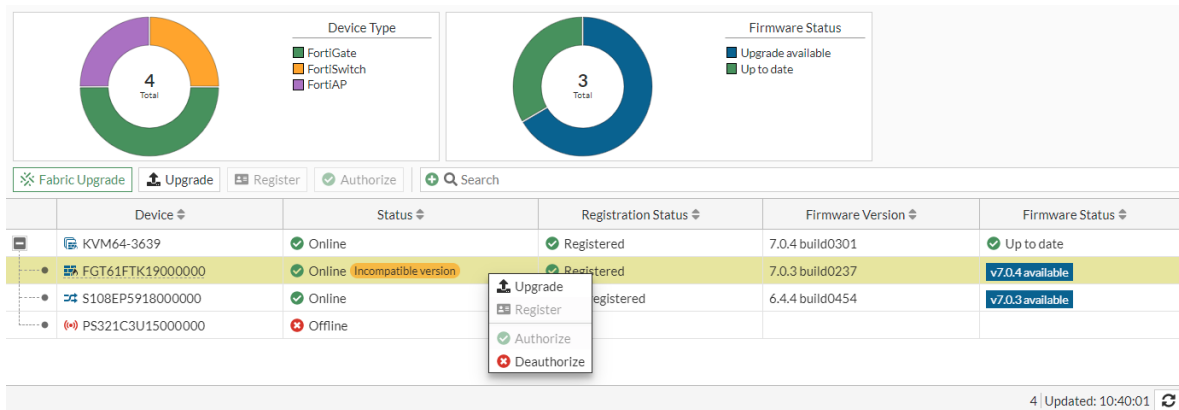 Device Type
FortiGate
FortiSwitch
FortiAP
4
Total
Firmware Status
Upgrade available
Up to date
3
Total
Fabric Upgrade Upgrade Register Authorize Search
Device Status Registration Status Firmware Version Firmware Status
KVM64-3639 Online Registered 7.0.4 build0301 Up to date
FGT61FTK19000000 Online Incompatible version Registered 7.0.3 build0237 v7.0.4 available
S108EP5918000000 Online egistered 6.4.4 build0454 v7.0.3 available
PS321C3U15000000 Offline
Upgrade
Register
Authorize
Deauthorize
4 Updated: 10:40:01